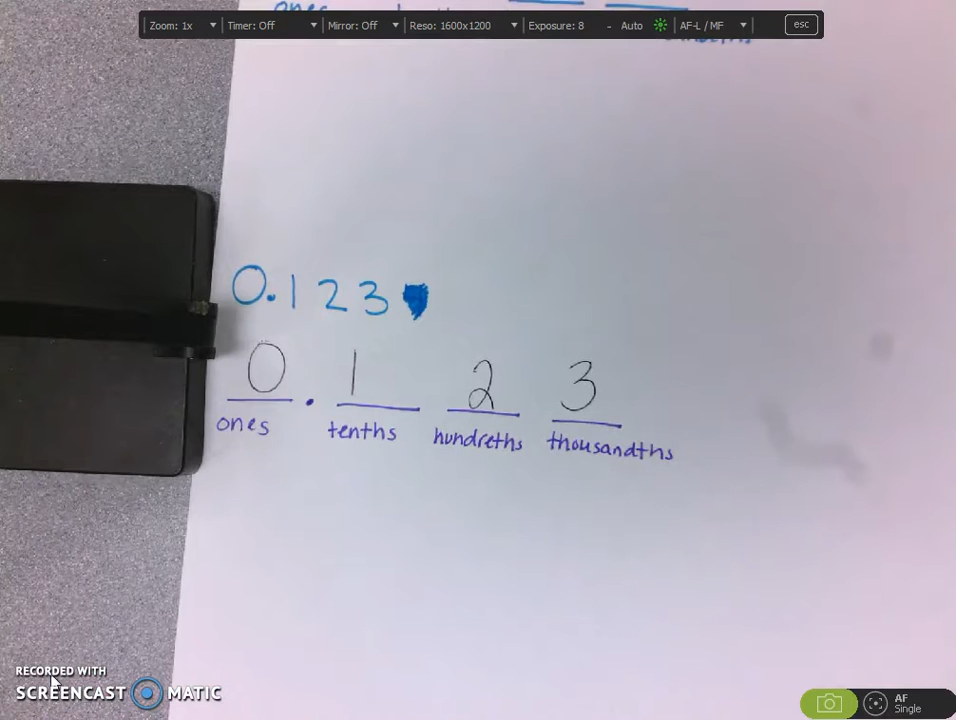 ones
Zoom: 1x Timer: Off Mirror: Off Reso: 1600x1200 Exposure: 8 - Auto AF-L / MF esc
0.123
0 . 1 2 3
ones tenths hundreths thousandths
RECORDED WITH
SCREENCAST MATIC
AF
Single